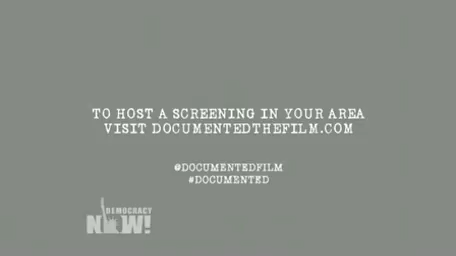 TO HOST A SCREENING IN YOUR AREA
VISIT DOCUMENTEDTHEFILM.COM
@DOCUMENTEDFILM
#DOCUMENTED
DEMOCRACY
NOW!